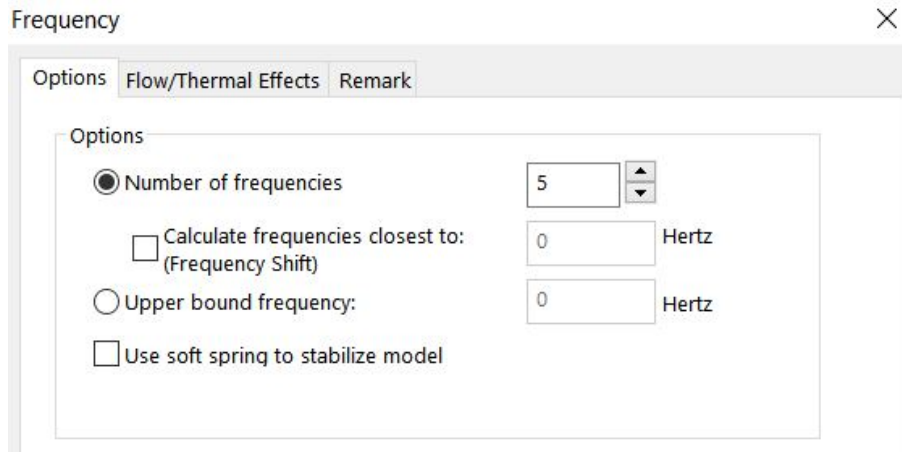 Frequency
Options Flow/Thermal Effects Remark
Options
Number of frequencies 5
Calculate frequencies closest to: 0 Hertz
(Frequency Shift)
Upper bound frequency: 0 Hertz
Use soft spring to stabilize model